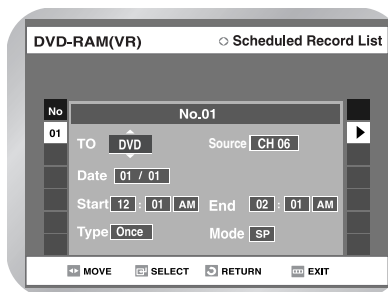 DVD-RAM(VR) Scheduled Record List
No No.01
01 TO DVD Source CH 06
Date 01 / 01
Start 12 : 01 AM End 02 : 01 AM
Type Once Mode SP
MOVE SELECT RETURN EXIT